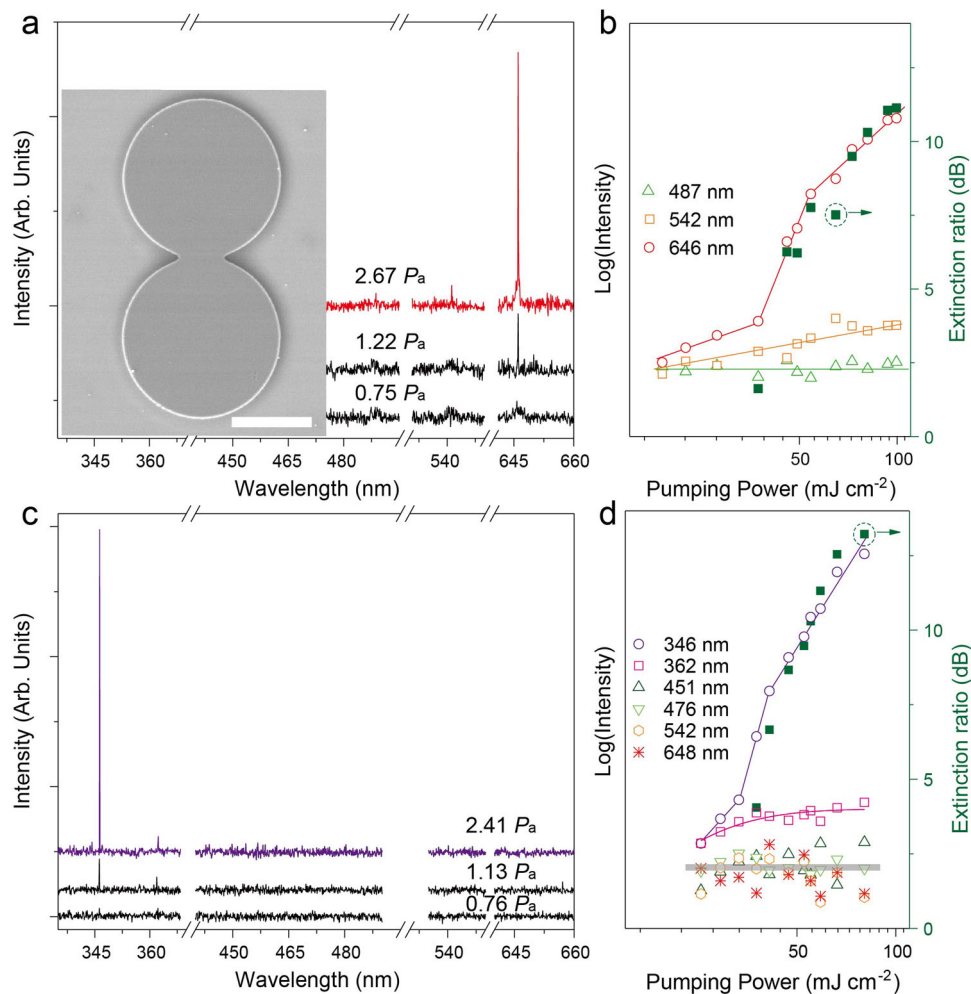 a
Intensity (Arb. Units)
2.67 Pa
1.22 Pa
0.75 Pa
345 360 450 465 480 540 645 660
Wavelength (nm)
b
Log(Intensity)
487 nm
542 nm
646 nm
10
5
0
Extinction ratio (dB)
50 100
Pumping Power (mJ cm-2)
c
Intensity (Arb. Units)
2.41 Pa
1.13 Pa
0.76 Pa
345 360 450 465 480 540 645 660
Wavelength (nm)
d
Log(Intensity)
346 nm
362 nm
451 nm
476 nm
542 nm
648 nm
10
5
0
Extinction ratio (dB)
50 100
Pumping Power (mJ cm-2)